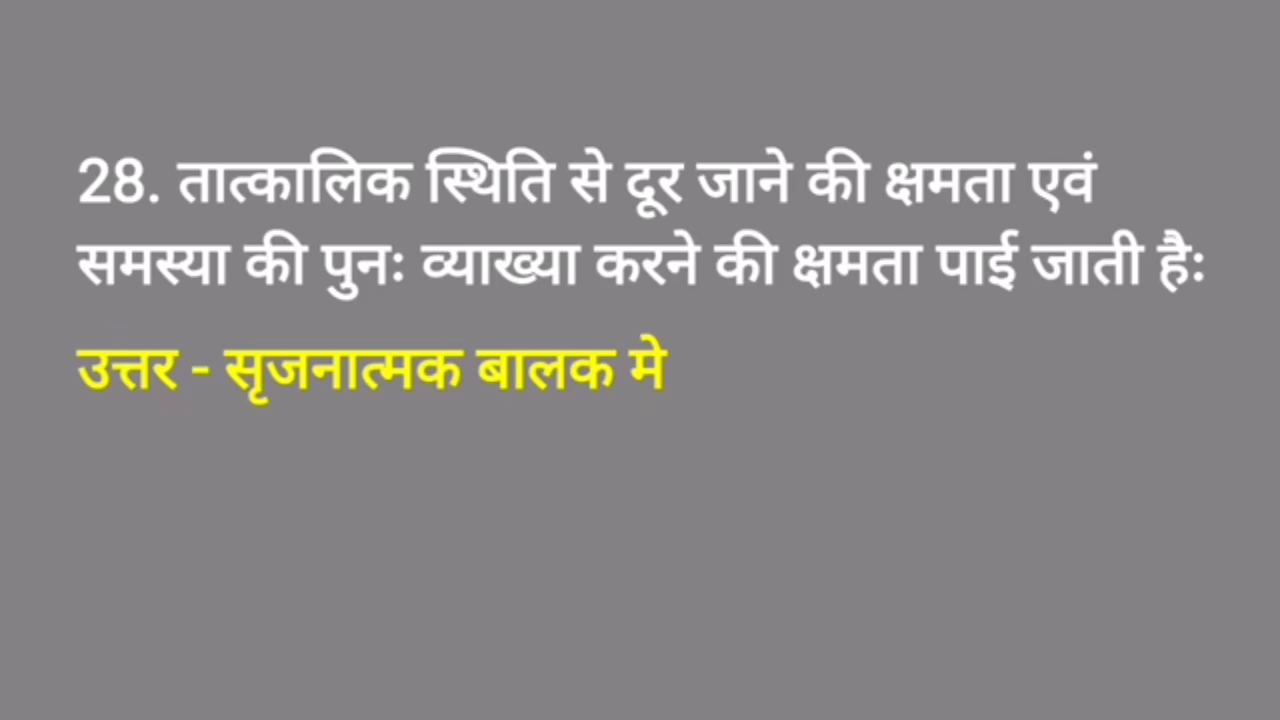 28. तात्कालिक स्थिति से दूर जाने की क्षमता एवं
समस्या की पुनः व्याख्या करने की क्षमता पाई जाती हैः
उत्तर - सृजनात्मक बालक मे